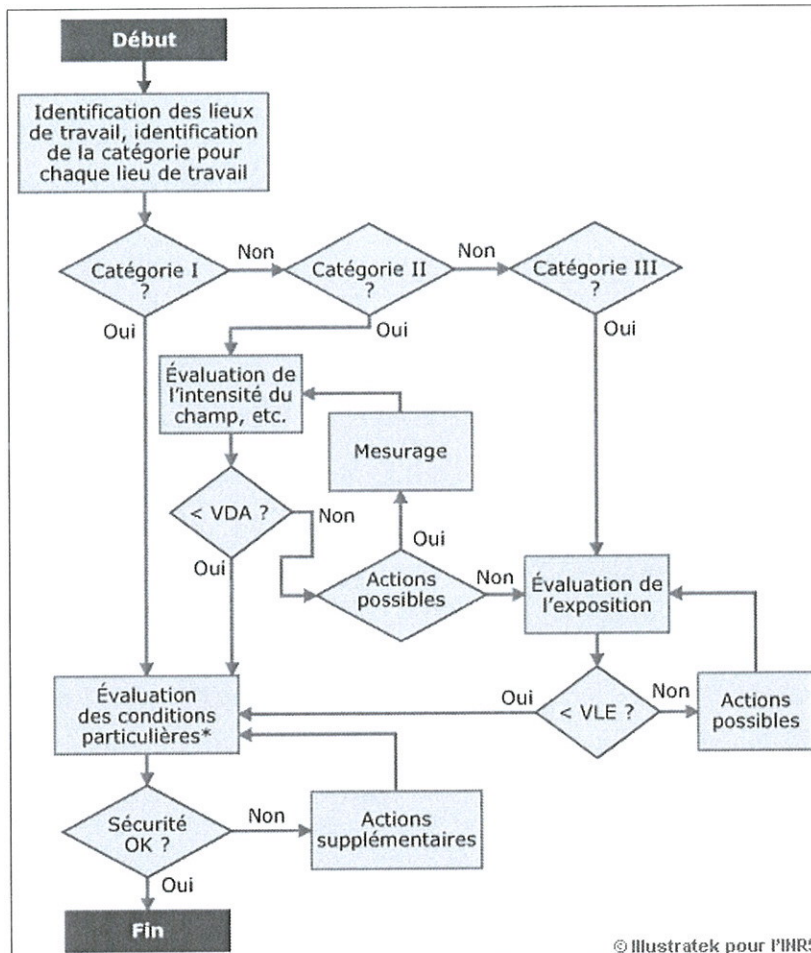 Début
Identification des lieux
de travail, identification
de la catégorie pour
chaque lieu de travail
Catégorie I
?
Non
Catégorie II
?
Non
Catégorie III
?
Oui
Oui
Oui
Évaluation de
l'intensité du
champ, etc.
Mesurage
< VDA ?
Non
Oui
Oui
Actions
possibles
Non
Évaluation de
l'exposition
Évaluation
des conditions
particulières*
Oui
< VLE ?
Non
Actions
possibles
Sécurité
OK ?
Non
Actions
supplémentaires
Oui
Fin
© Illustratek pour l'INRS